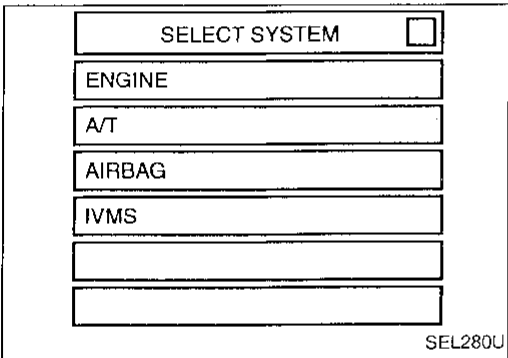 SELECT SYSTEM
ENGINE
A/T
AIRBAG
IVMS
SEL280U